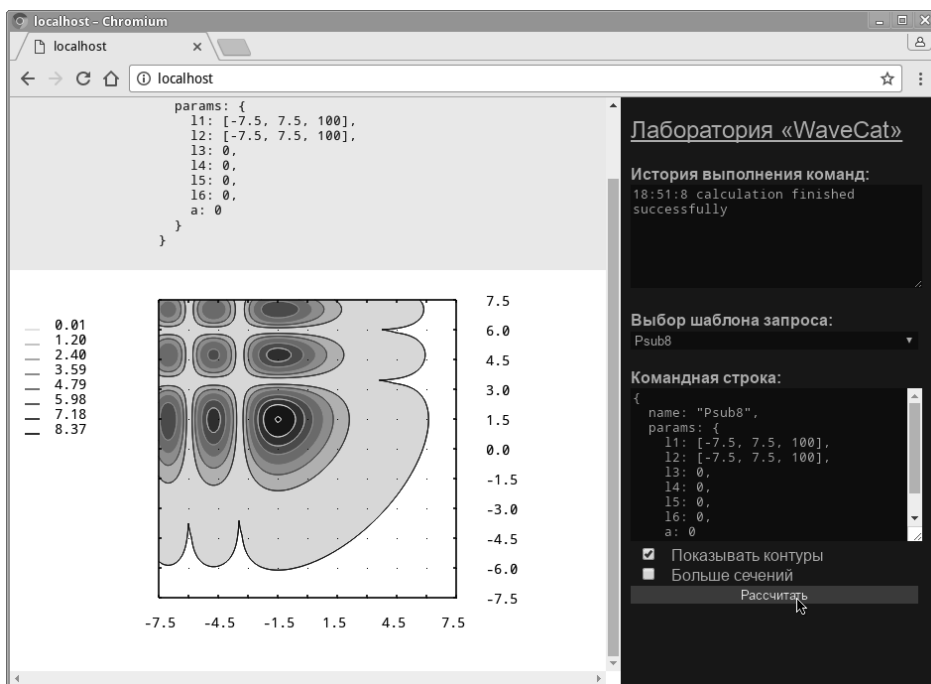 localhost – Chromium
localhost
localhost
params: {
l1: [-7.5, 7.5, 100],
l2: [-7.5, 7.5, 100],
l3: 0,
l4: 0,
l5: 0,
l6: 0,
a: 0
}
}
0.01
1.20
2.40
3.59
4.79
5.98
7.18
8.37
7.5
6.0
4.5
3.0
1.5
0.0
-1.5
-3.0
-4.5
-6.0
-7.5
-7.5 -4.5 -1.5 1.5 4.5 7.5
Лаборатория «WaveCat»
История выполнения команд:
18:51:8 calculation finished
successfully
Выбор шаблона запроса:
Psub8
Командная строка:
{
name: "Psub8",
params: {
l1: [-7.5, 7.5, 100],
l2: [-7.5, 7.5, 100],
l3: 0,
l4: 0,
l5: 0,
l6: 0,
a: 0
Показывать контуры
Больше сечений
Рассчитать